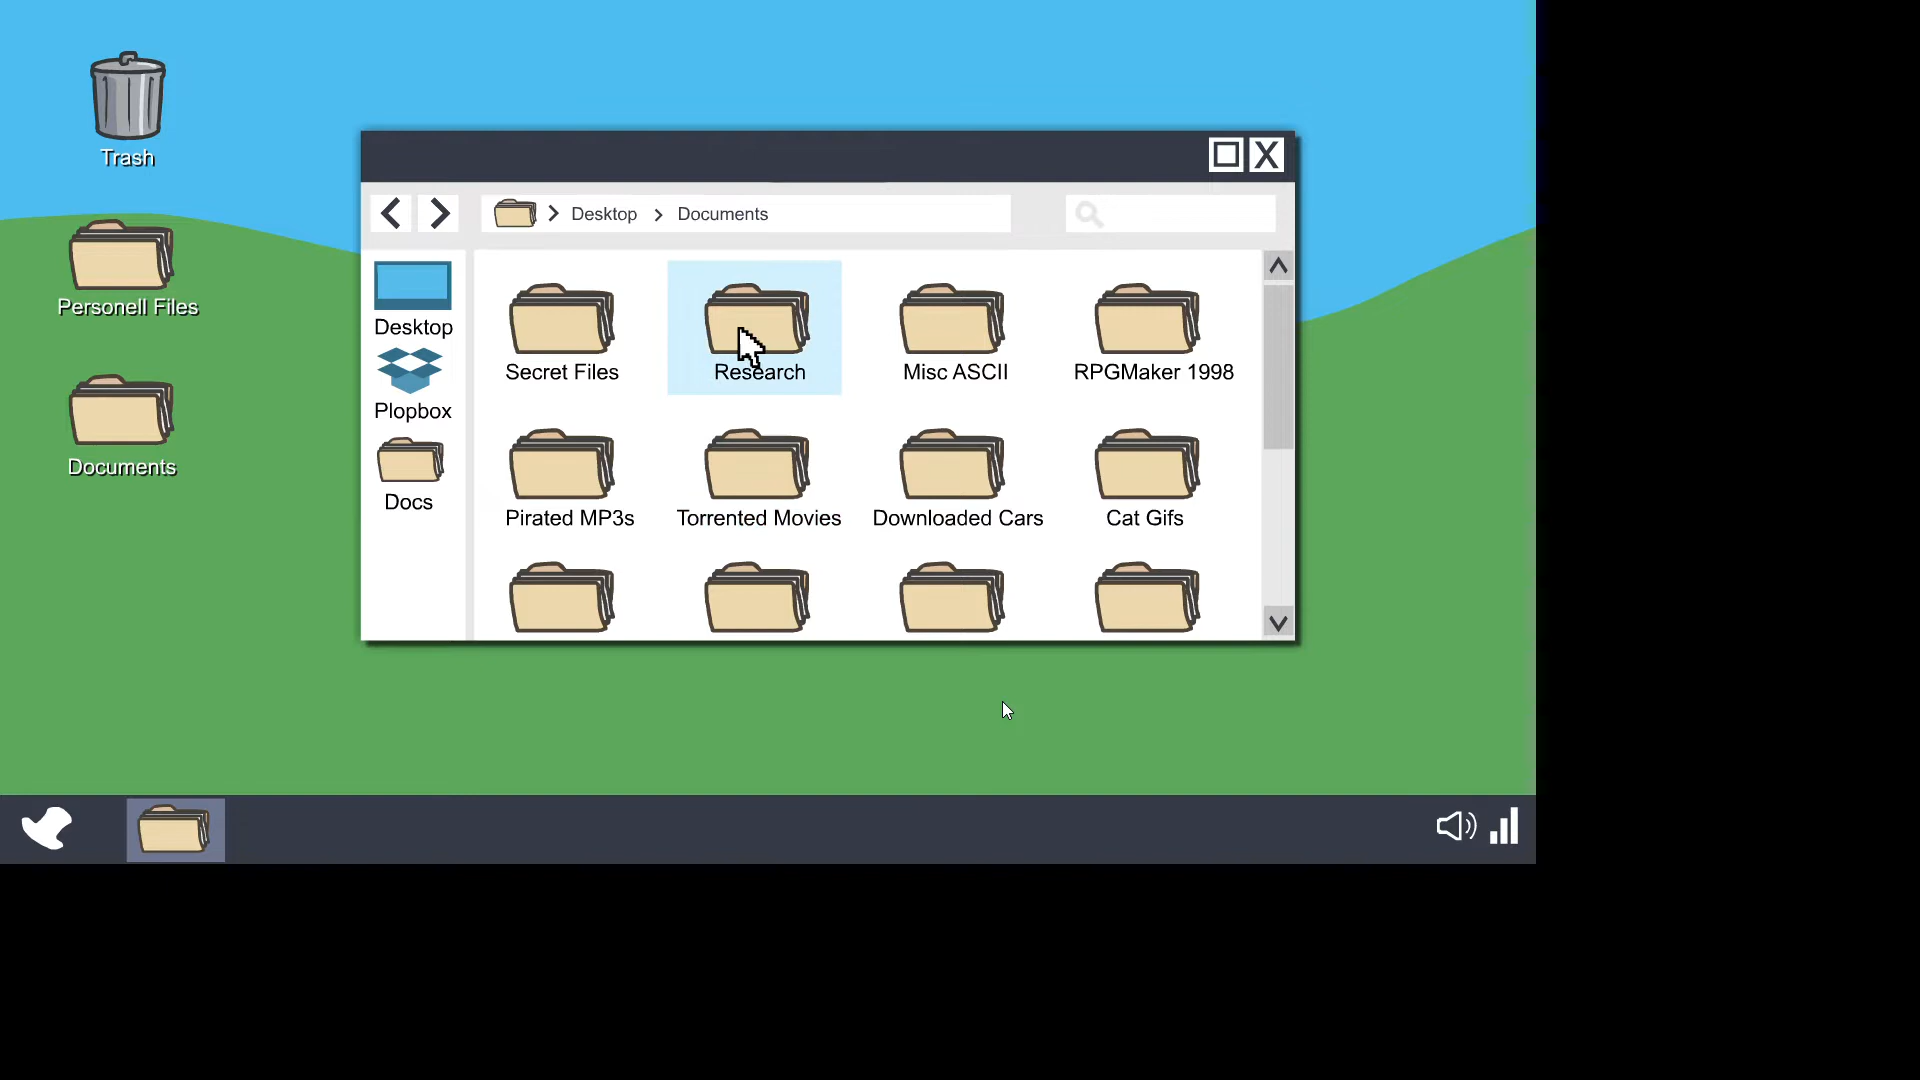 Trash
Personell Files
Documents
X
Desktop
Documents
Desktop
Plopbox
Docs
Secret Files
Research
Misc ASCII
RPGMaker 1998
Pirated MP3s
Torrented Movies
Downloaded Cars
Cat Gifs